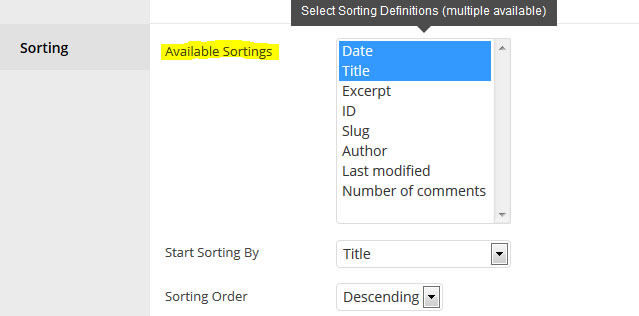 Select Sorting Definitions (multiple available)
Sorting
Available Sortings
Date
Title
Excerpt
ID
Slug
Author
Last modified
Number of comments
Start Sorting By
Title
Sorting Order
Descending